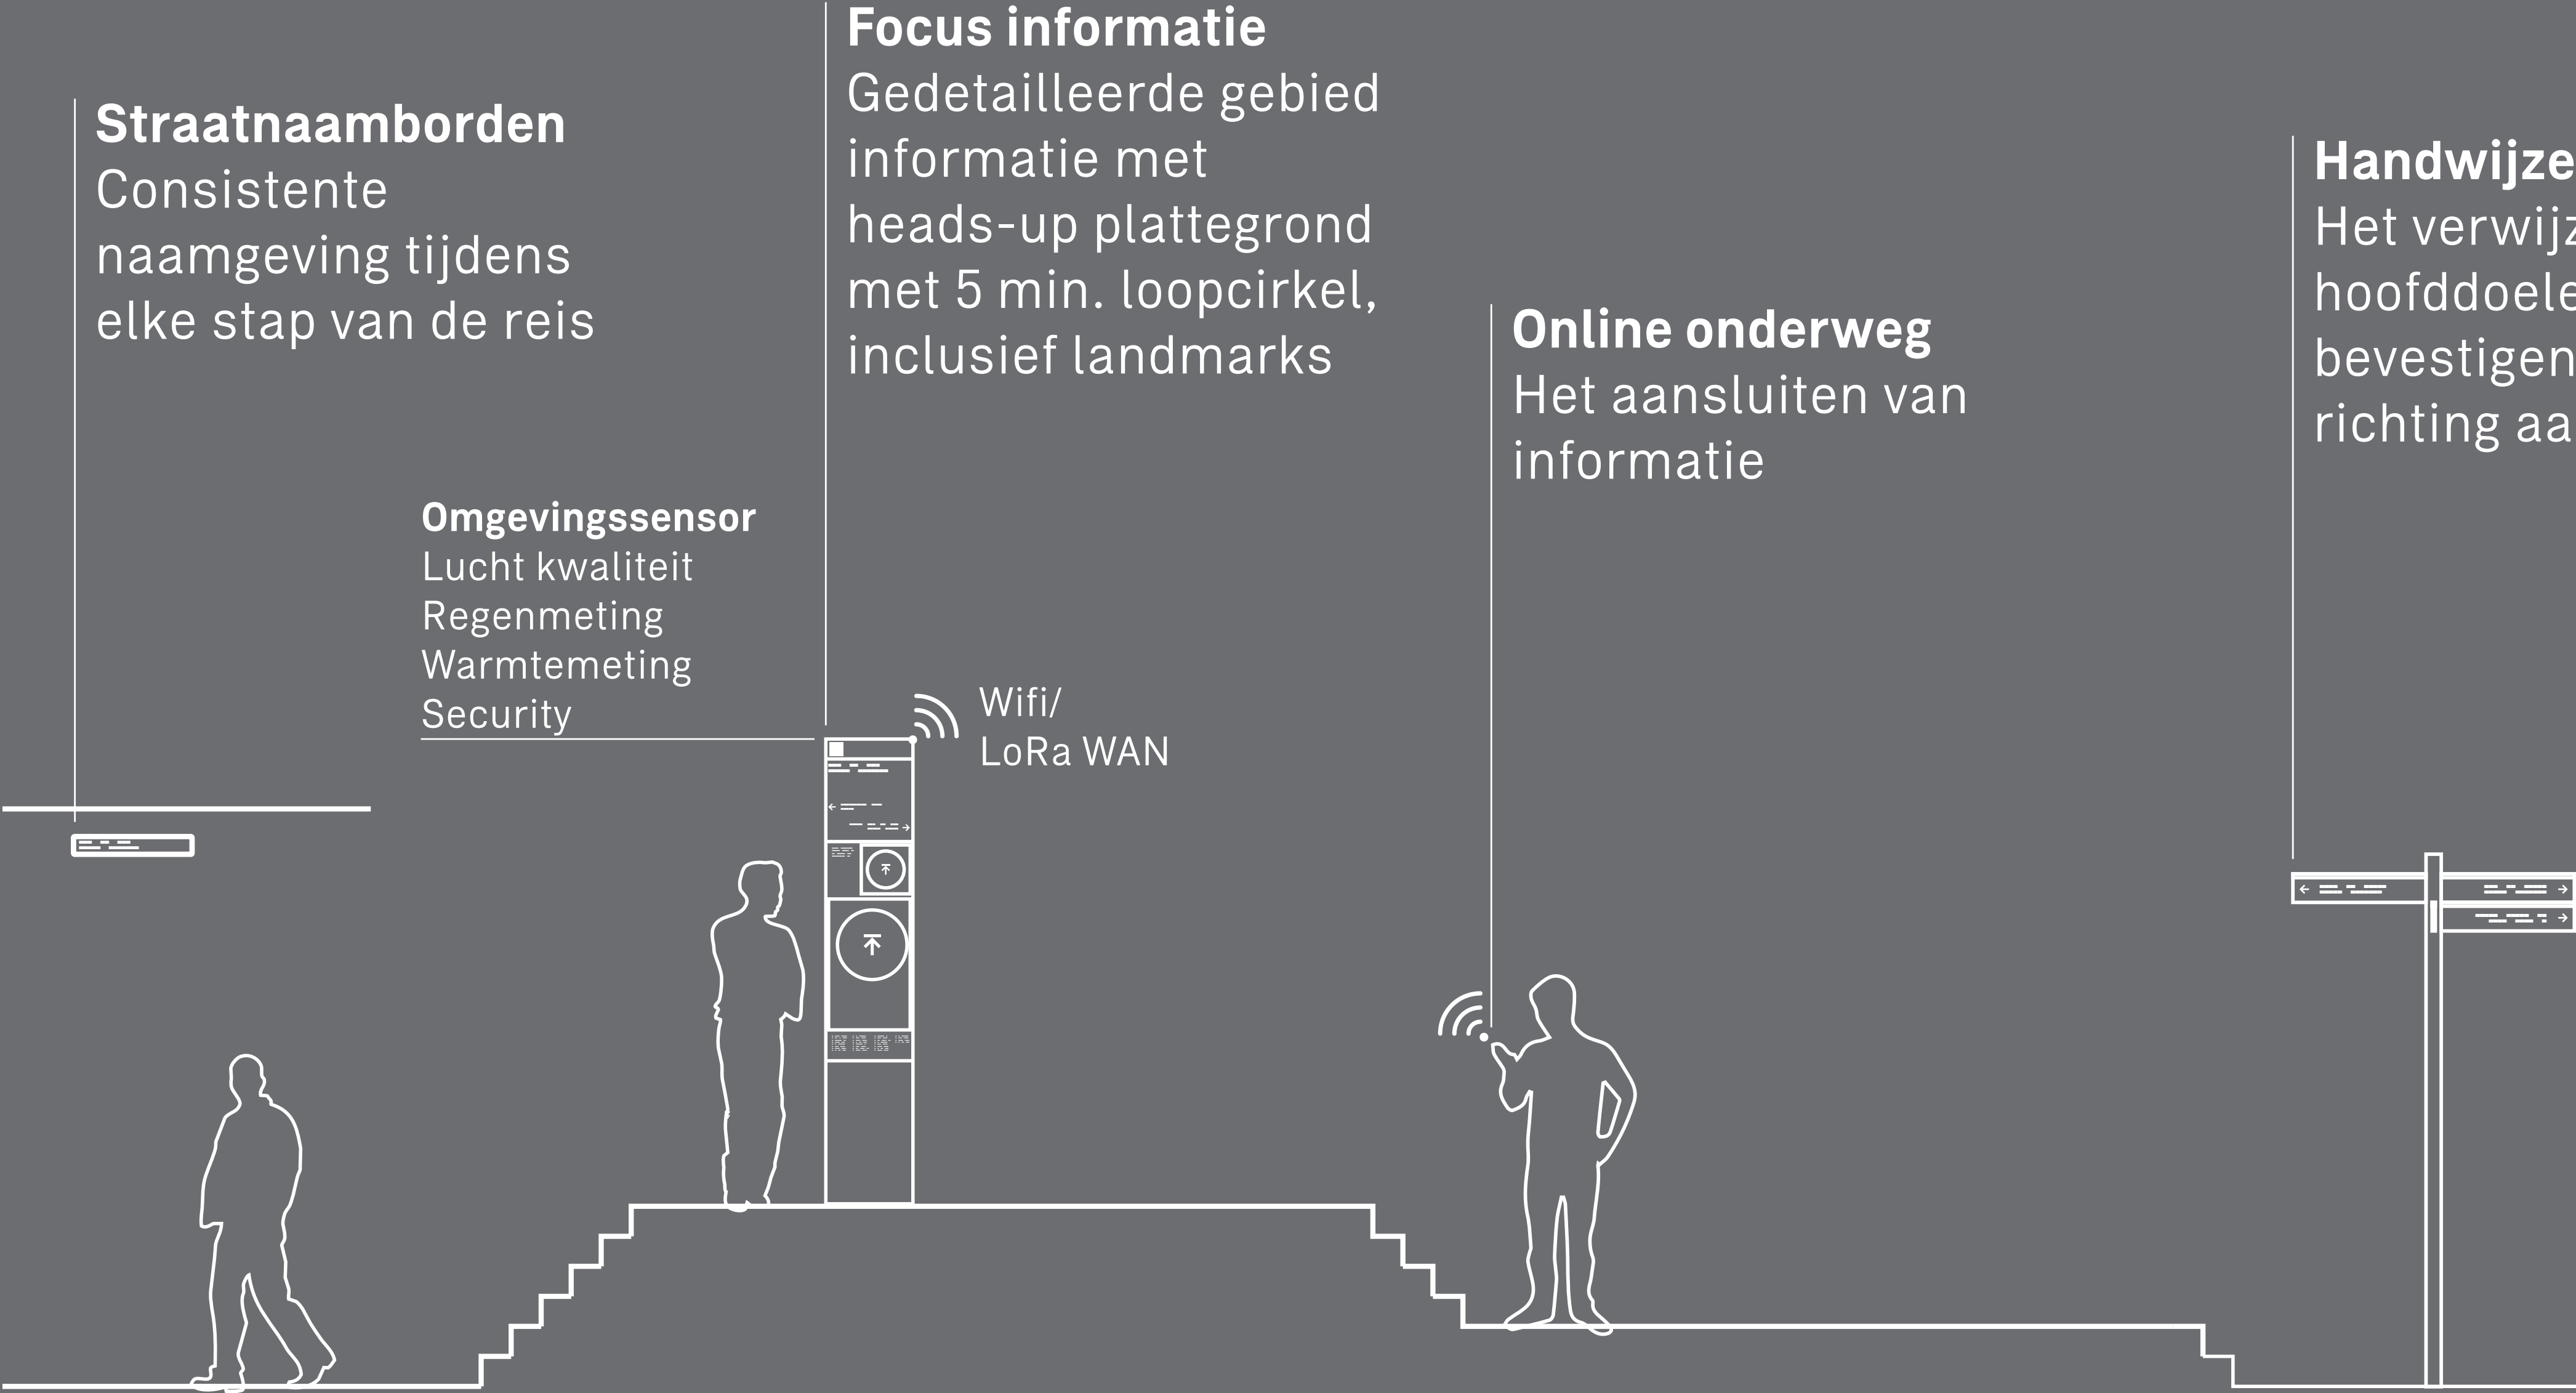 Straatnaamborden
Consistente
naamgeving tijdens
elke stap van de reis
Omgevingssensor
Lucht kwaliteit
Regenmeting
Warmtemeting
Security
Focus informatie
Gedetailleerde gebied
informatie met
heads-up plattegrond
met 5 min. loopcirkel,
inclusief landmarks
Wifi/
LoRa WAN
Online onderweg
Het aansluiten van
informatie
Het
richting